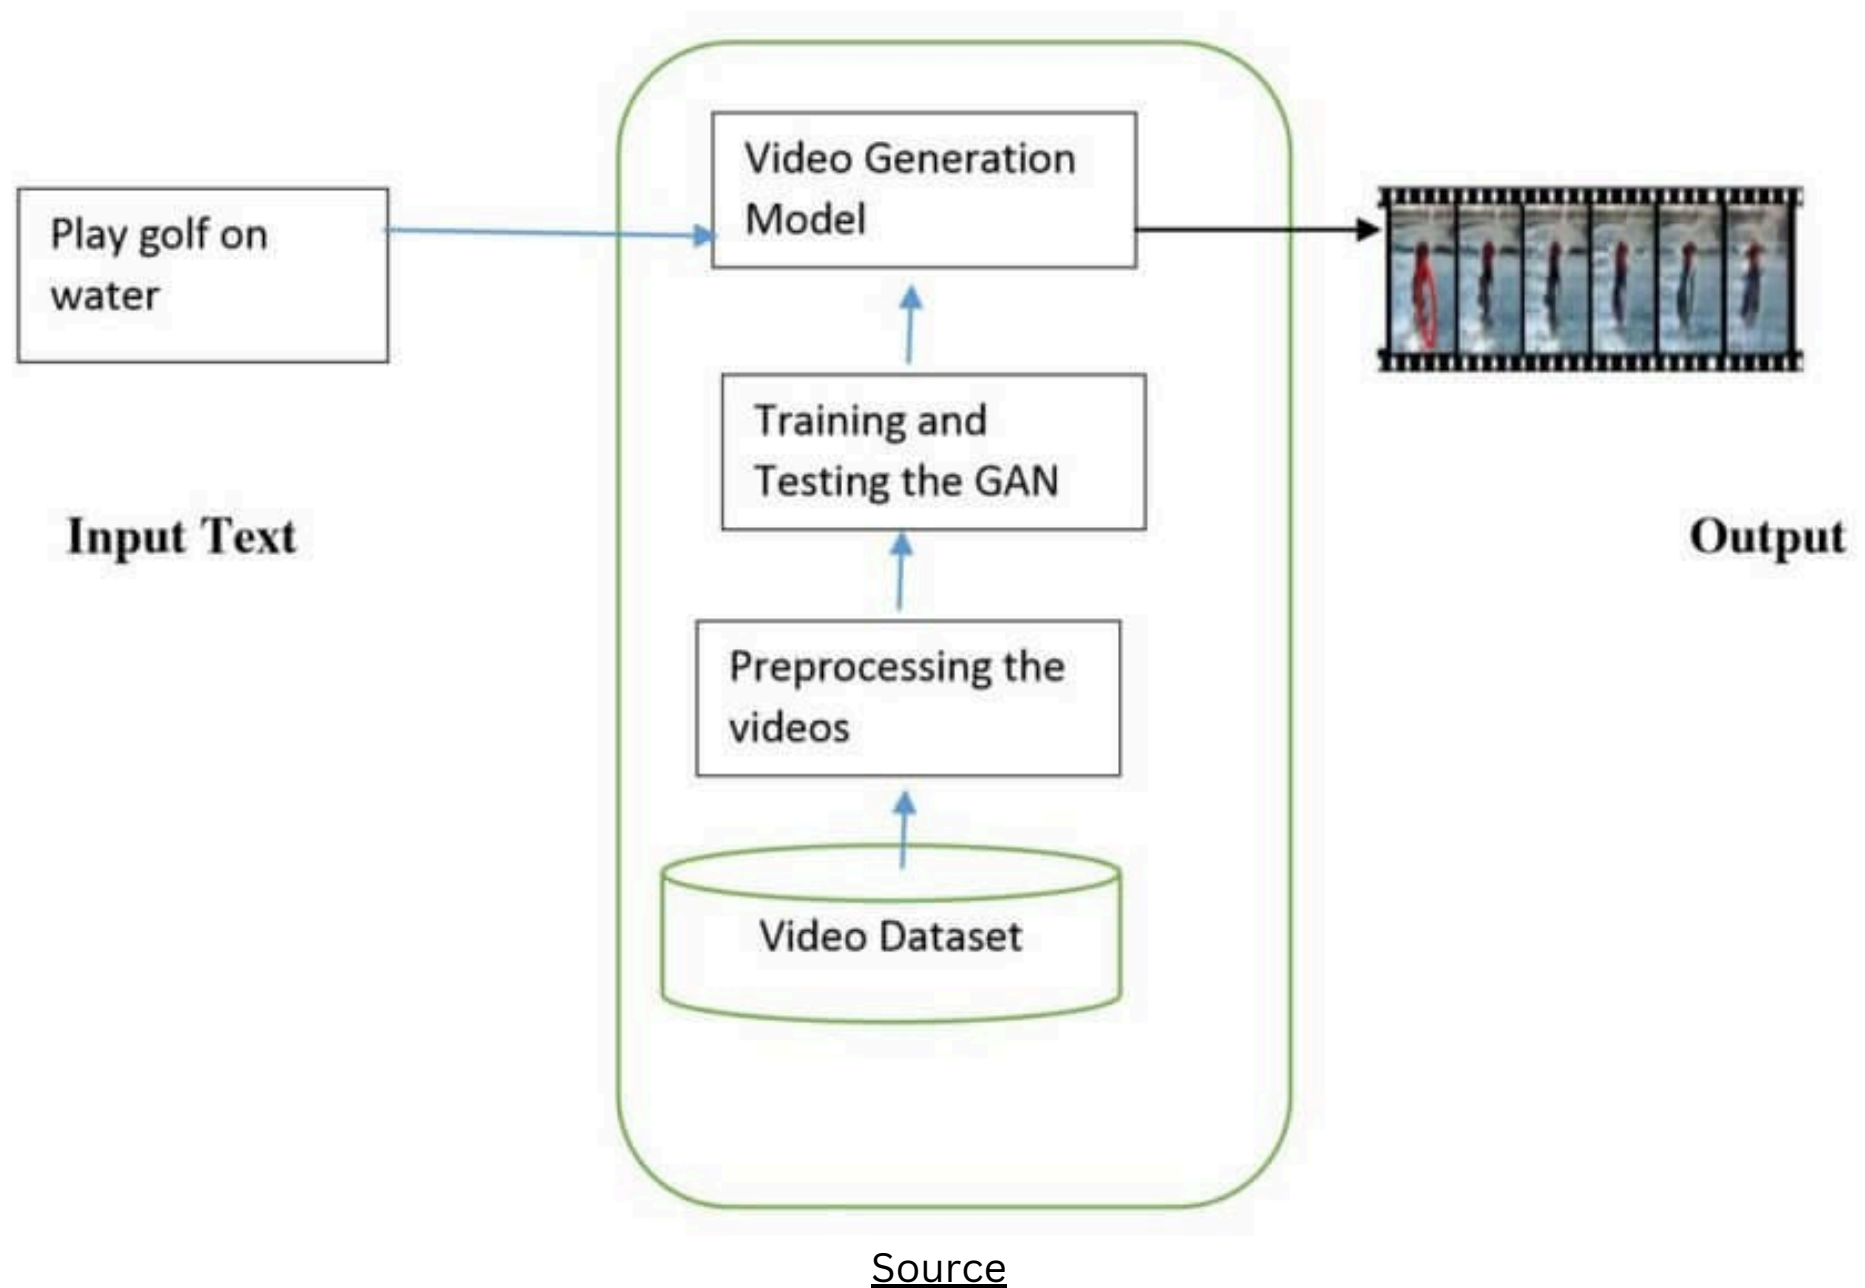 Video Generation
Model
Play golf on
water
Training and
Testing the GAN
Input Text
Output
Preprocessing the
videos
Video Dataset
Source